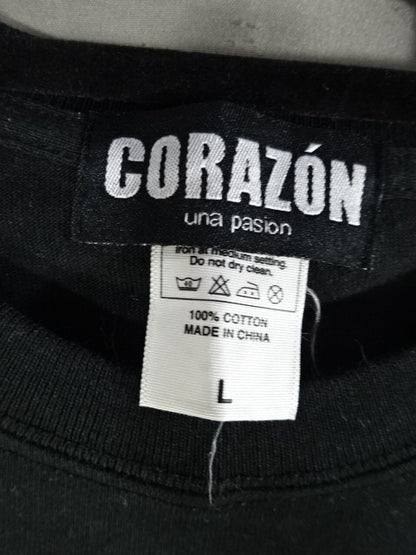 CORAZÓN
una pasion
Iron at medium setting.
Do not dry clean.
40
100% COTTON
MADE IN CHINA
L